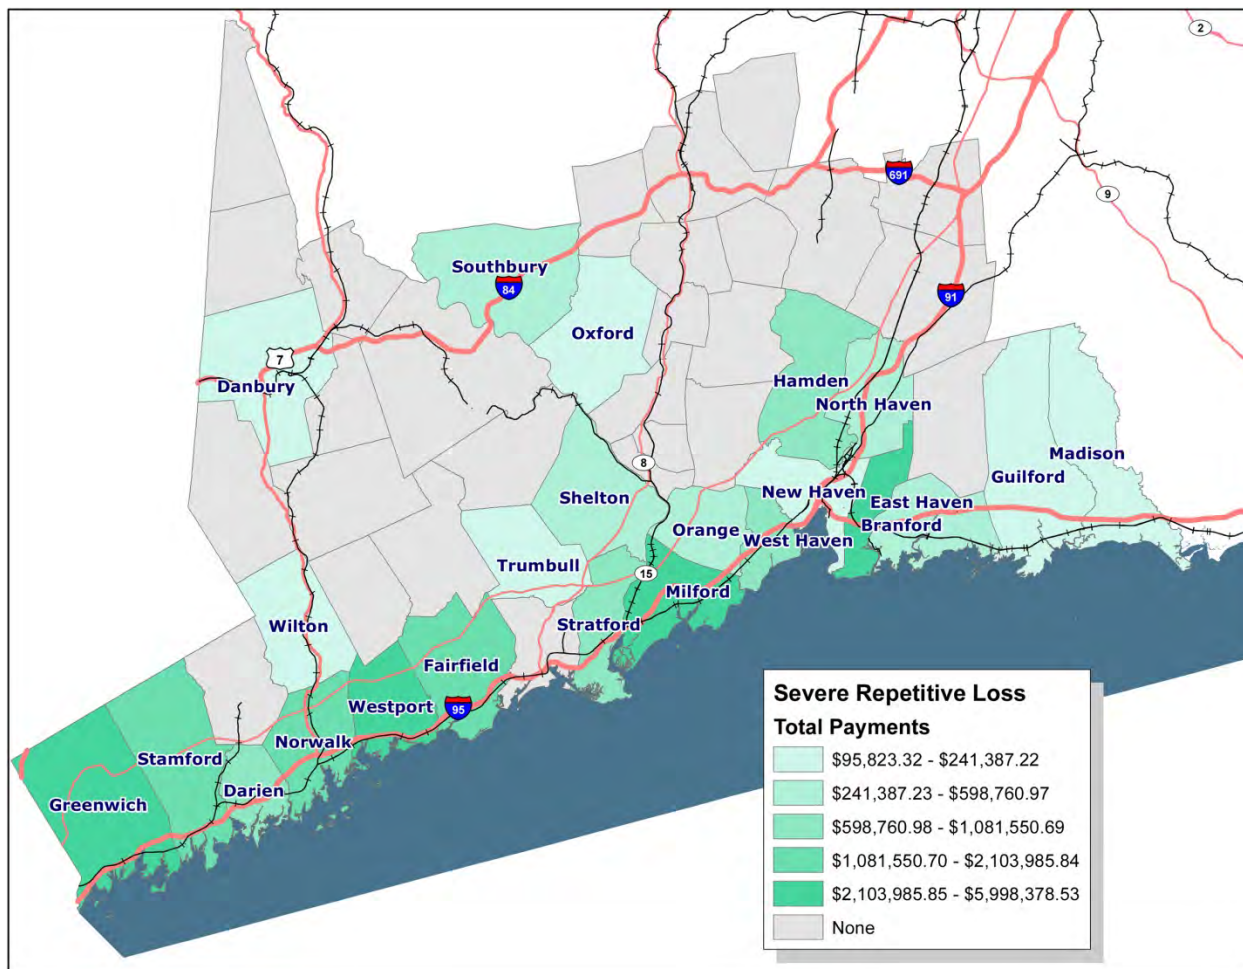 2
691
9
Southbury
84
91
Oxford
7
Danbury
Hamden
North Haven
Madison
8
Guilford
Shelton
New Haven
East Haven
Orange
Branford
West Haven
Trumbull
15
Milford
Wilton
Stratford
Fairfield
Westport
95
Norwalk
Stamford
Darien
Greenwich
Severe Repetitive Loss
Total Payments
$95,823.32 - $241,387.22
$241,387.23 - $598,760.97
$598,760.98 - $1,081,550.69
$1,081,550.70 - $2,103,985.84
$2,103,985.85 - $5,998,378.53
None